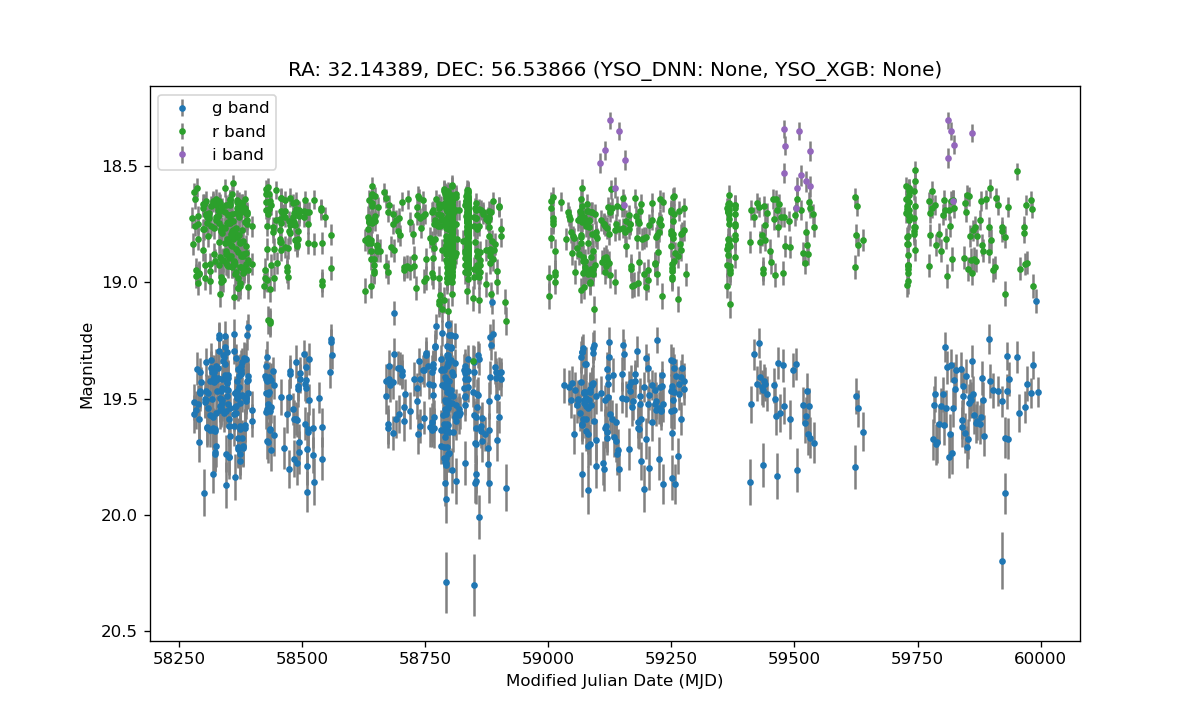 RA: 32.14389, DEC: 56.53866 (YSO_DNN: None, YSO_XGB: None)
g band
r band
i band
18.5
19.0
19.5
20.0
20.5
Magnitude
58250 58500 58750 59000 59250 59500 59750 60000
Modified Julian Date (MJD)